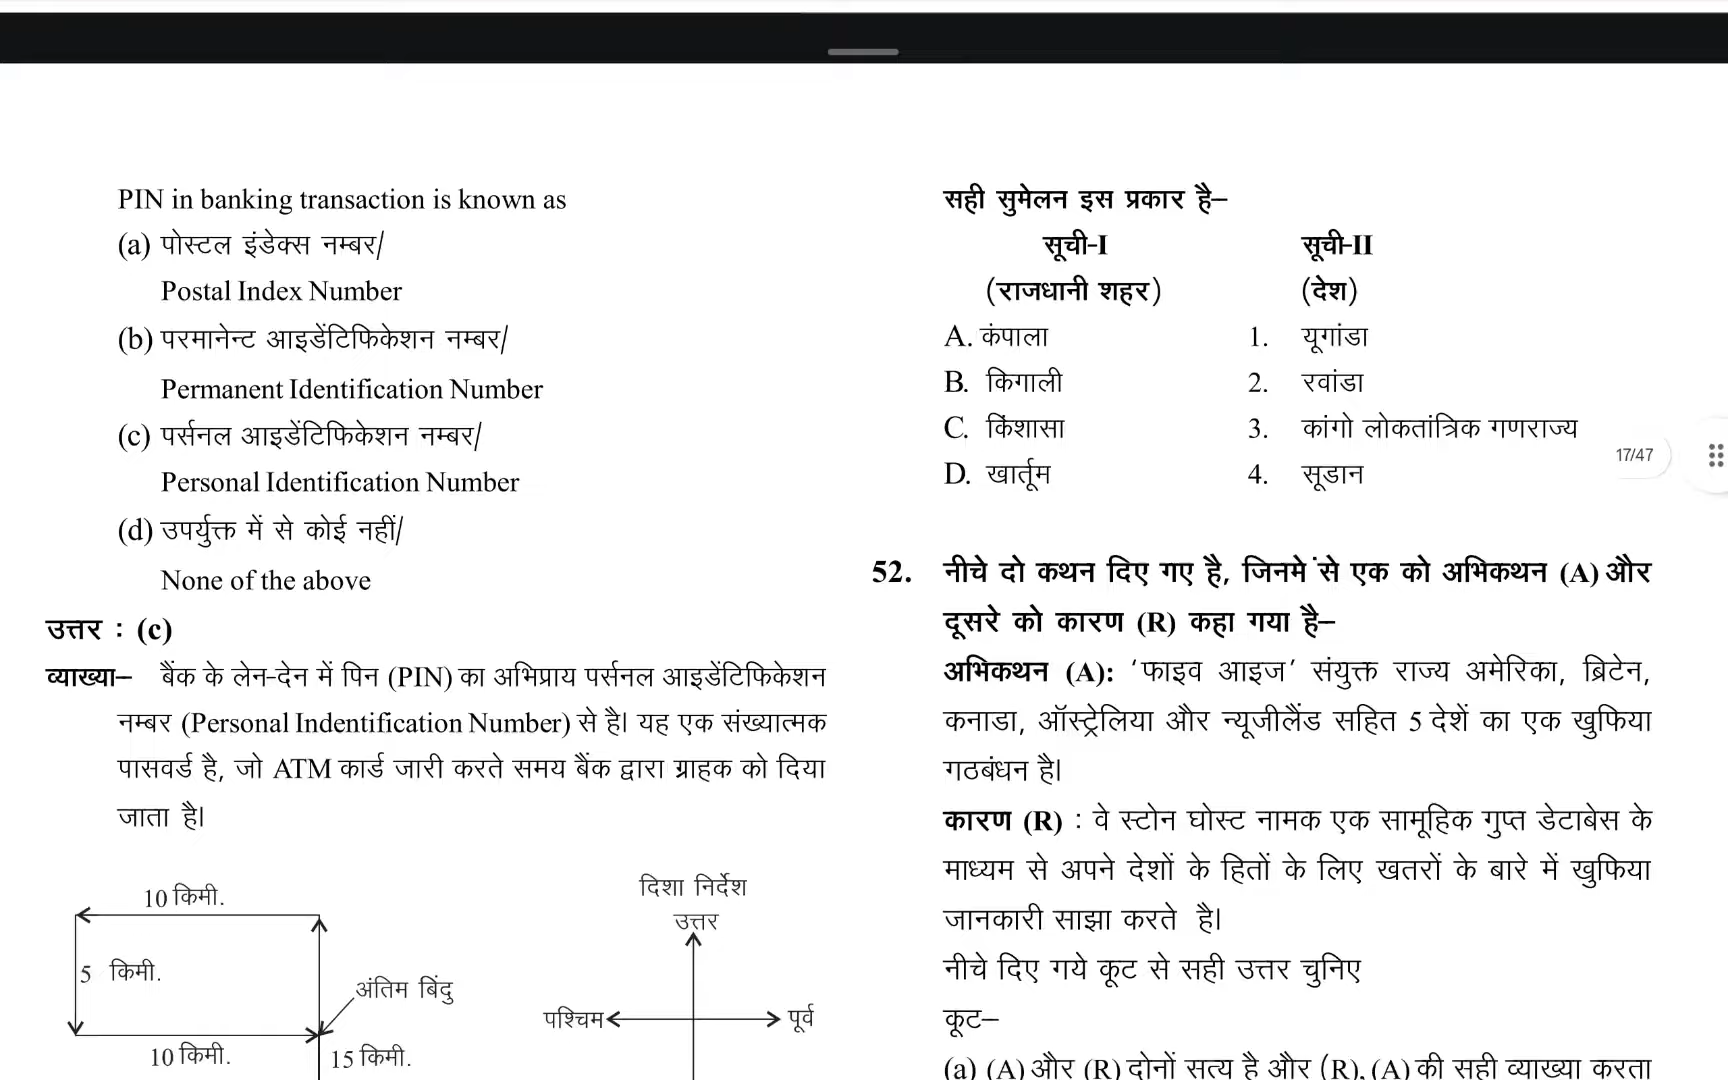 PIN in banking transaction is known as
(a) पोस्टल इंडेक्स नम्बर/
Postal Index Number
(b) परमानेन्ट आइडेंटिफिकेशन नम्बर/
Permanent Identification Number
(c) पर्सनल आइडेंटिफिकेशन नम्बर/
Personal Identification Number
(d) उपर्युक्त में से कोई नहीं/
None of the above
उत्तर : (c)
व्याख्या– बैंक के लेन-देन में पिन (PIN) का अभिप्राय पर्सनल आइडेंटिफिकेशन
नम्बर (Personal Indentification Number) से है। यह एक संख्यात्मक
पासवर्ड है, जो ATM कार्ड जारी करते समय बैंक द्वारा ग्राहक को दिया
जाता है।
10 किमी.
5 किमी.
अंतिम बिंदु
10 किमी.
15 किमी.
दिशा निर्देश
उत्तर
पश्चिम
पूर्व
सही सुमेलन इस प्रकार है–
सूची-I सूची-II
(राजधानी शहर) (देश)
A. कंपाला 1. यूगांडा
B. किगाली 2. रवांडा
C. किंशासा 3. कांगो लोकतांत्रिक गणराज्य
D. खार्तूम 4. सूडान
17/47
52. नीचे दो कथन दिए गए है, जिनमे से एक को अभिकथन (A) और
दूसरे को कारण (R) कहा गया है–
अभिकथन (A): ‘फाइव आइज’ संयुक्त राज्य अमेरिका, ब्रिटेन,
कनाडा, ऑस्ट्रेलिया और न्यूजीलैंड सहित 5 देशें का एक खुफिया
गठबंधन है।
कारण (R) : वे स्टोन घोस्ट नामक एक सामूहिक गुप्त डेटाबेस के
माध्यम से अपने देशों के हितों के लिए खतरों के बारे में खुफिया
जानकारी साझा करते है।
नीचे दिए गये कूट से सही उत्तर चुनिए
कूट–
(a) (A) और (R) दोनों सत्य है और (R), (A) की सही व्याख्या करता